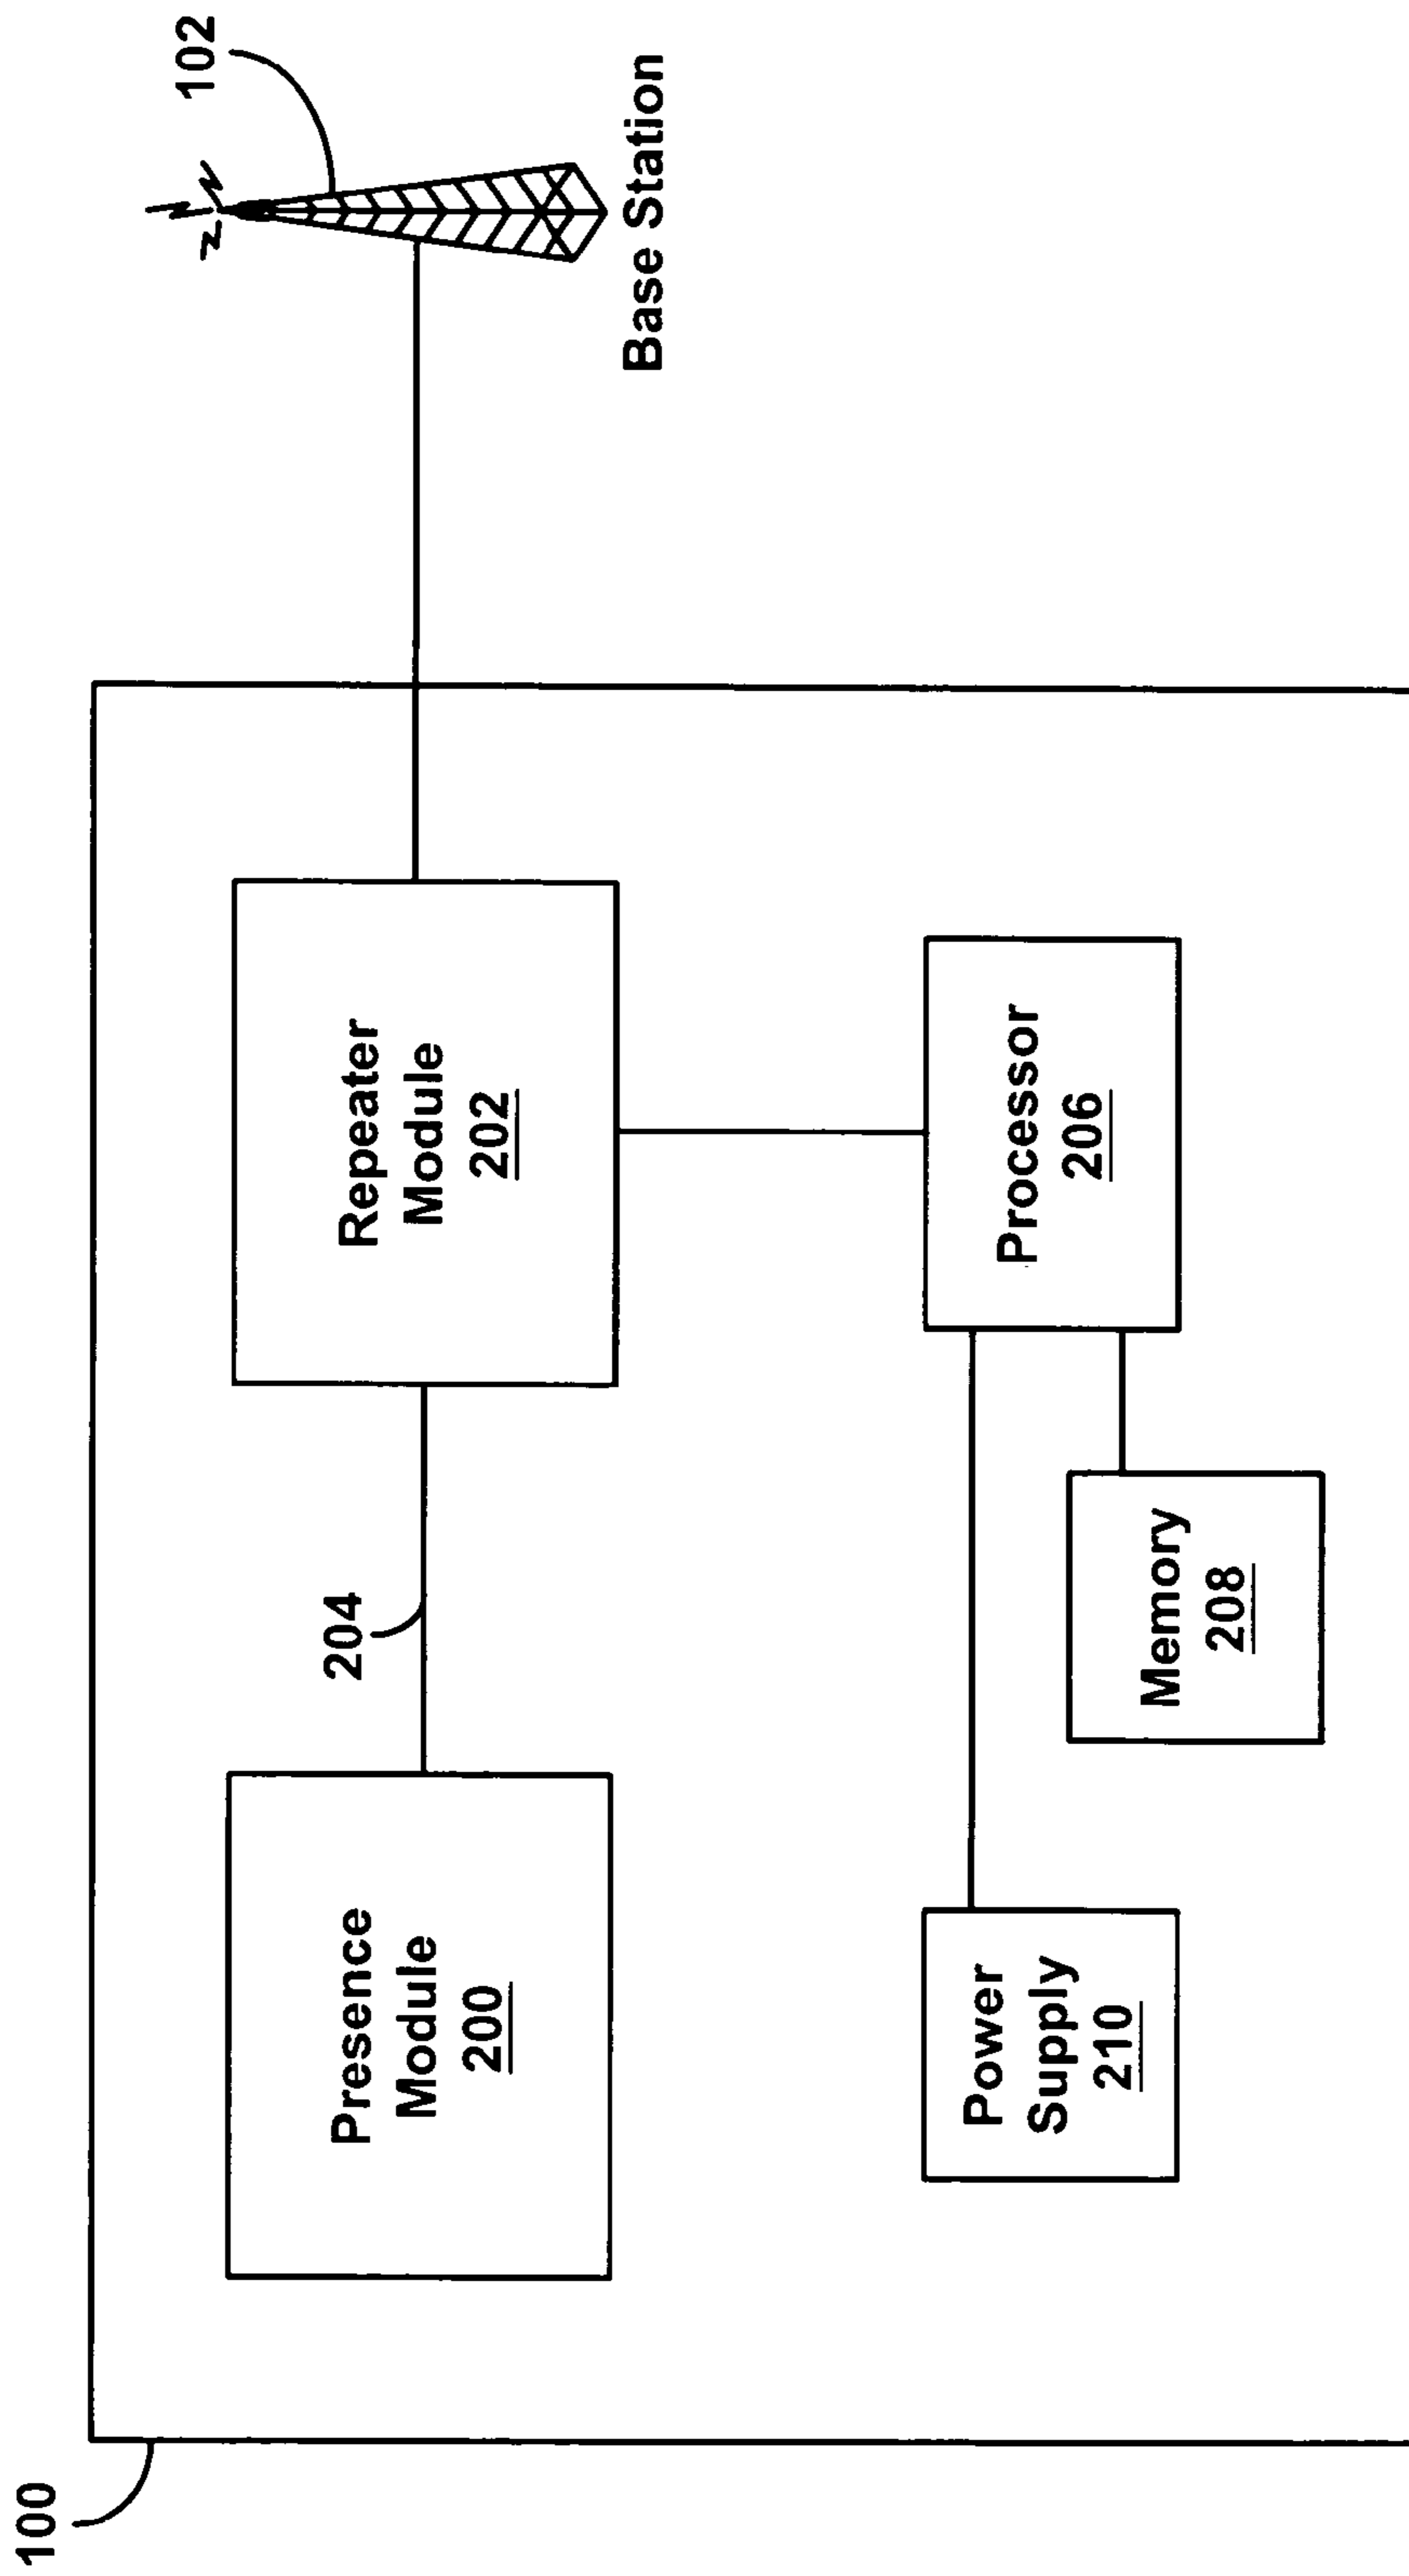 100
Presence
Module
200
204
Repeater
Module
202
102
Base Station
Power
Supply
210
Memory
208
Processor
206